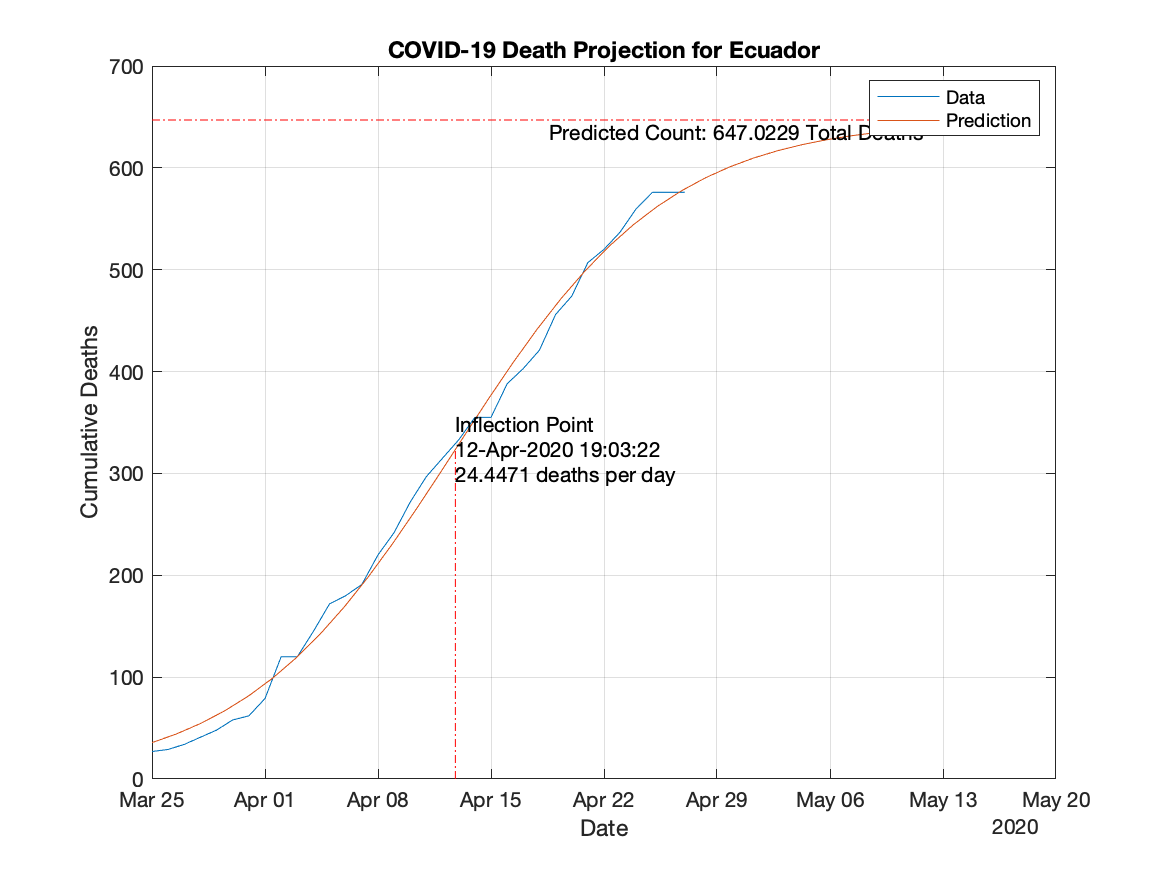 COVID-19 Death Projection for Ecuador
700
600
500
400
300
200
100
0
Cumulative Deaths
Data
Prediction
Predicted Count: 647.0229 Total Deaths
Inflection Point
12-Apr-2020 19:03:22
24.4471 deaths per day
Mar 25 Apr 01 Apr 08 Apr 15 Apr 22 Apr 29 May 06 May 13 May 20
Date
2020